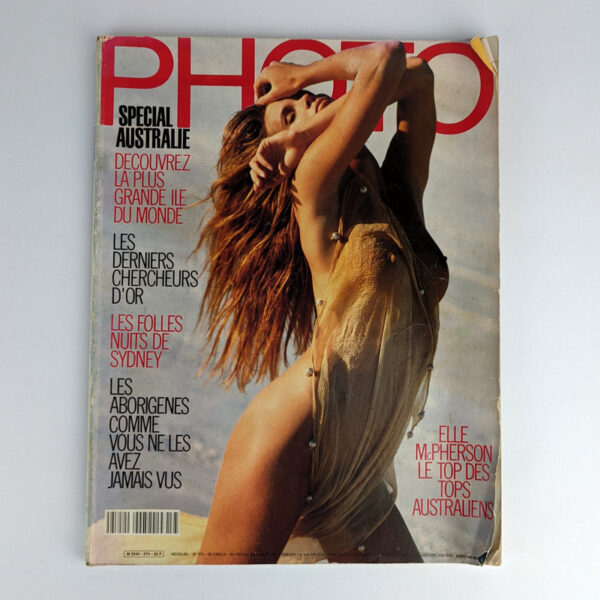 PHOTO
SPECIAL
AUSTRALIE
DECOUVREZ
LA PLUS
GRANDE ILE
DU MONDE
LES
DERNIERS
CHERCHEURS
D'OR
LES FOLLES
NUITS DE
SYDNEY
LES
ABORIGENES
COMME
VOUS NE LES
AVEZ
JAMAIS VUS
ELLE
McPHERSON
LE TOP DES
TOPS
AUSTRALIENS